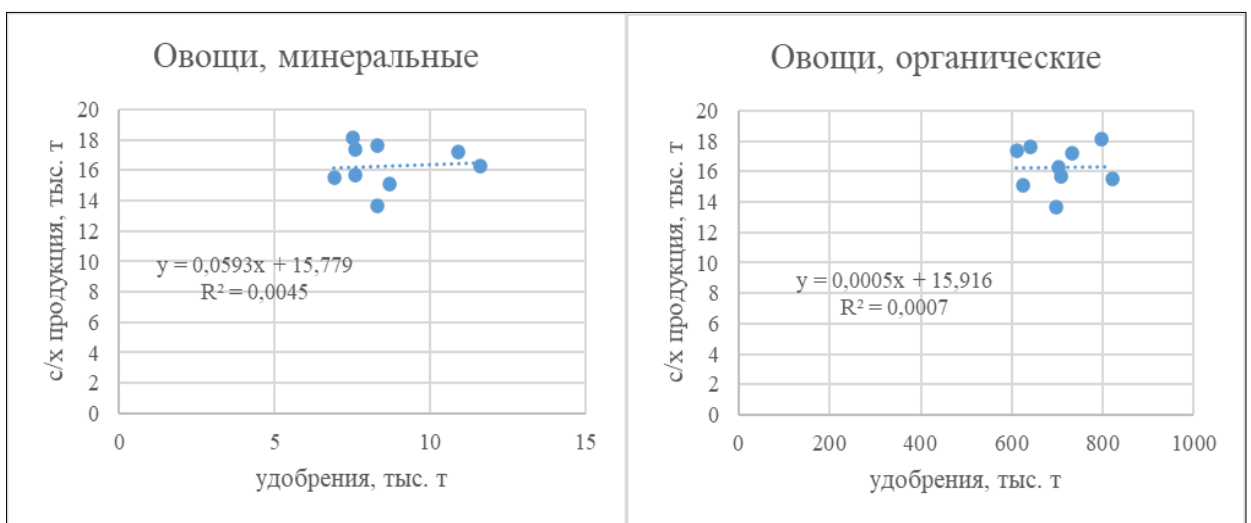 Овощи, минеральные
с/х продукция, тыс. т
20
18
16
14
12
10
8
6
4
2
0
y = 0,0593x + 15,779
R² = 0,0045
0 5 10 15
удобрения, тыс. т
Овощи, органические
с/х продукция, тыс. т
20
18
16
14
12
10
8
6
4
2
0
y = 0,0005x + 15,916
R² = 0,0007
0 200 400 600 800 1000
удобрения, тыс. т